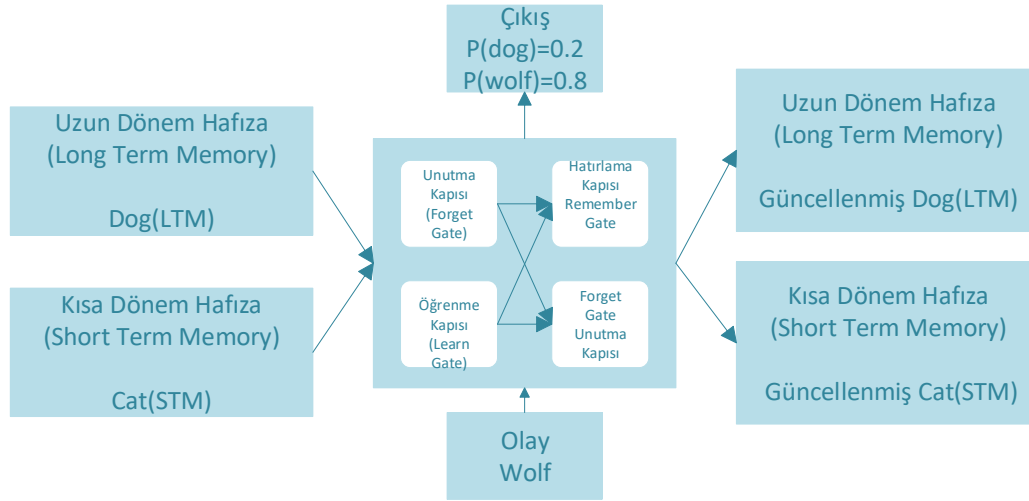 Çıkış
P(dog)=0.2
P(wolf)=0.8
Uzun Dönem Hafıza
(Long Term Memory)
Dog(LTM)
Kısa Dönem Hafıza
(Short Term Memory)
Cat(STM)
Unutma
Kapısı
(Forget
Gate)
Hatırlama
Kapısı
Remember
Gate
Öğrenme
Kapısı
(Learn
Gate)
Forget
Gate
Unutma
Kapısı
Olay
Wolf
Uzun Dönem Hafıza
(Long Term Memory)
Güncellenmiş Dog(LTM)
Kısa Dönem Hafıza
(Short Term Memory)
Güncellenmiş Cat(STM)